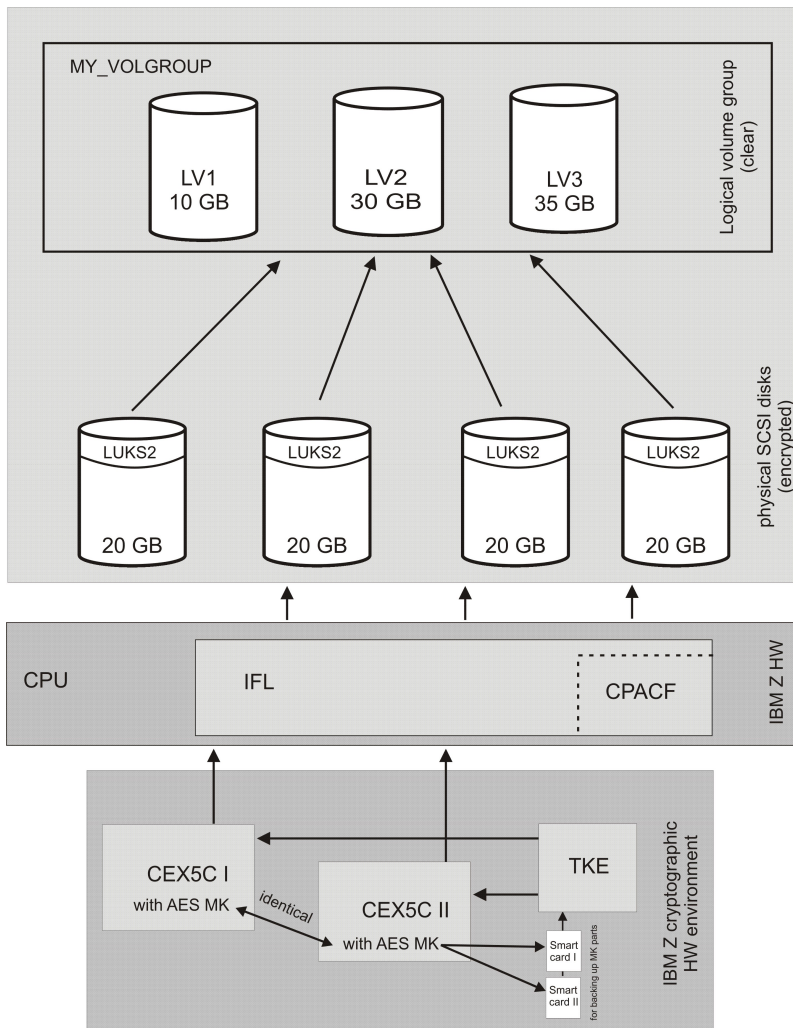 MY_VOLGROUP
LV1
10 GB
LV2
30 GB
LV3
35 GB
Logical volume group
(clear)
LUKS2
20 GB
LUKS2
20 GB
LUKS2
20 GB
LUKS2
20 GB
physical SCSI disks
(encrypted)
CPU
IFL
CPACF
IBM Z HW
CEX5C I
with AES MK
identical
CEX5C II
with AES MK
TKE
Smart
card I
Smart
card II
for backing up MK parts
IBM Z cryptographic
HW environment